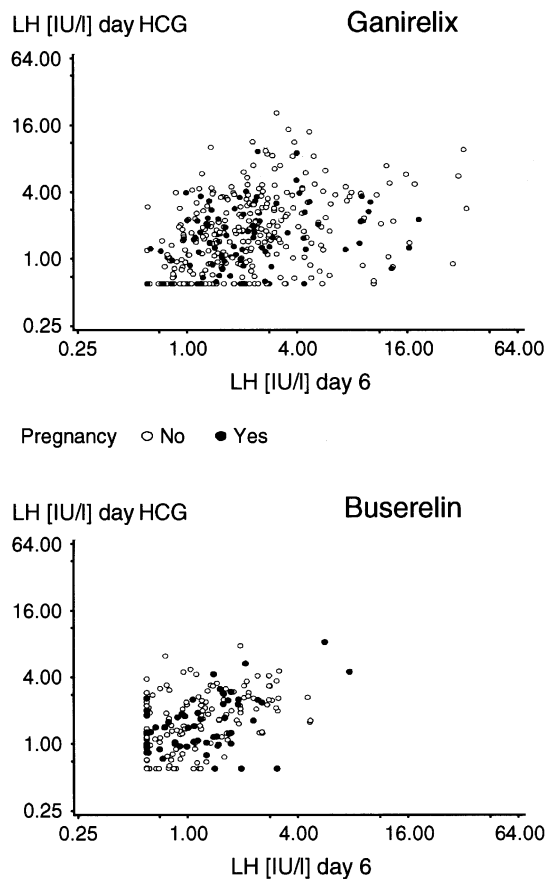 LH [IU/l] day HCG Ganirelix
64.00
16.00
4.00
1.00
0.25
0.25 1.00 4.00 16.00 64.00
LH [IU/l] day 6
Pregnancy No Yes
LH [IU/l] day HCG Buserelin
64.00
16.00
4.00
1.00
0.25
0.25 1.00 4.00 16.00 64.00
LH [IU/l] day 6